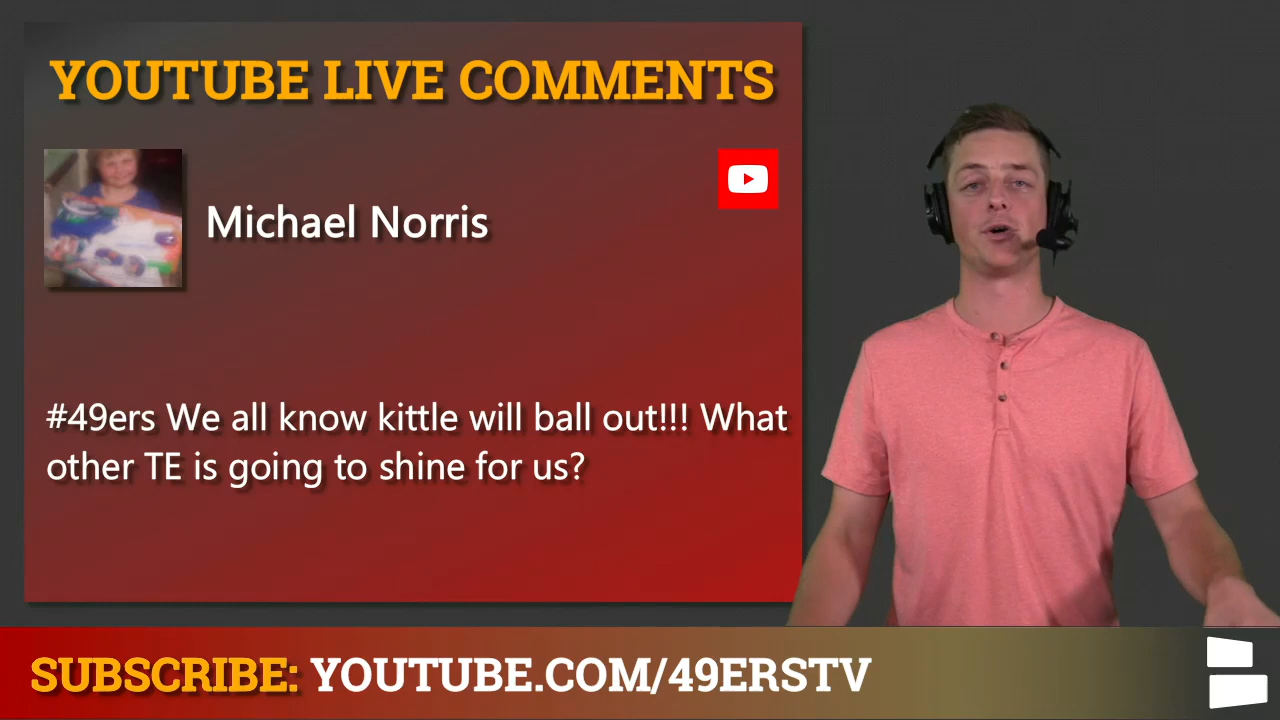 YOUTUBE LIVE COMMENTS
Michael Norris
#49ers We all know kittle will ball out!!! What
other TE is going to shine for us?
SUBSCRIBE: YOUTUBE.COM/49ERSTV